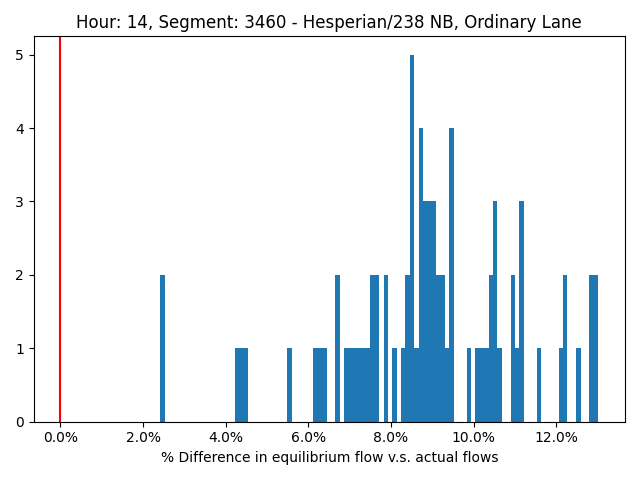 Hour: 14, Segment: 3460 - Hesperian/238 NB, Ordinary Lane
5
4
3
2
1
0
0.0% 2.0% 4.0% 6.0% 8.0% 10.0% 12.0%
% Difference in equilibrium flow v.s. actual flows